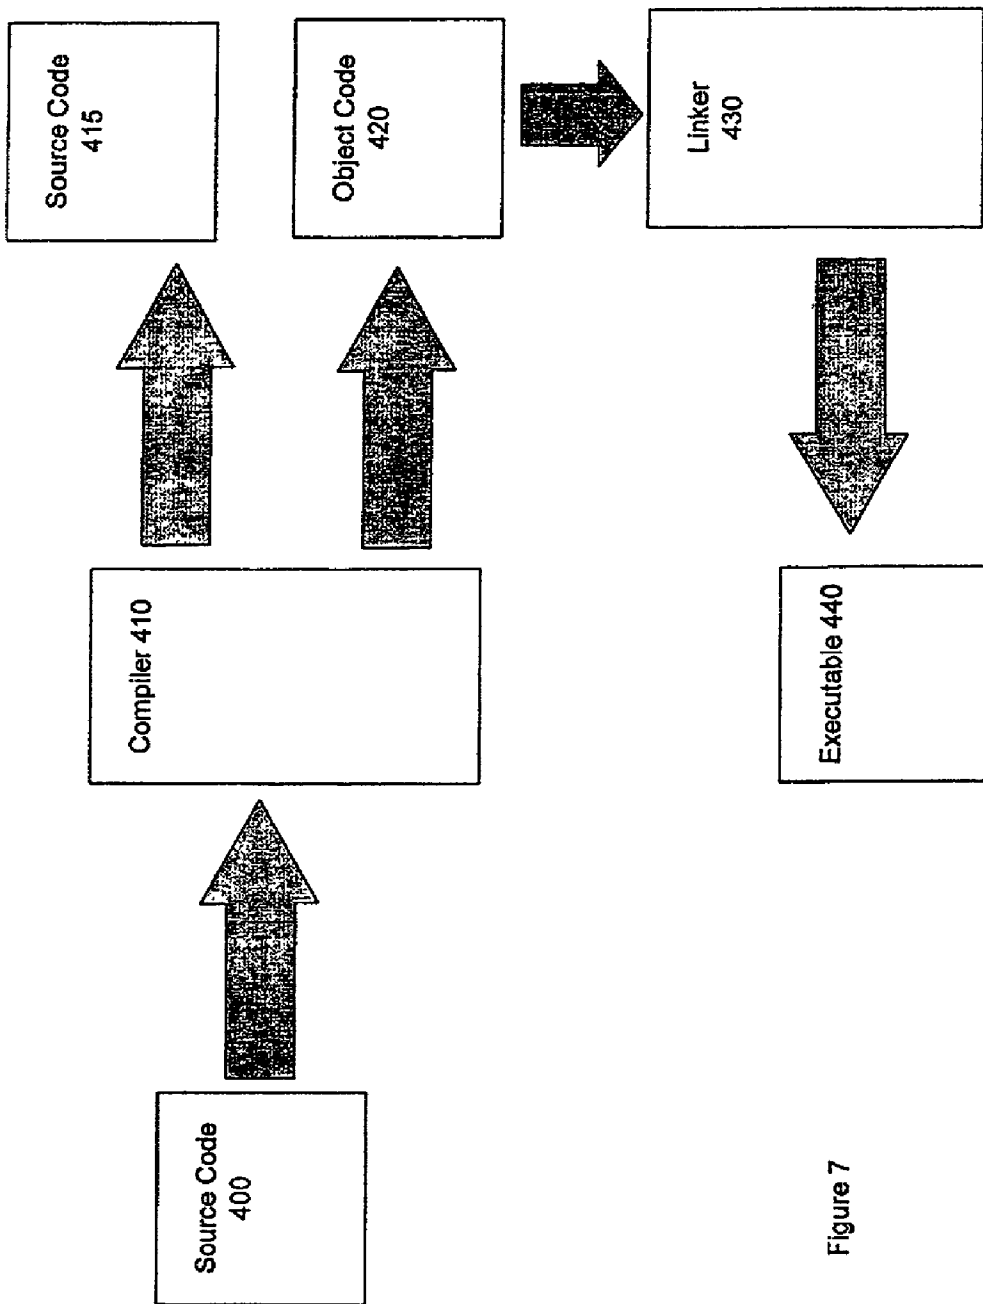 Source Code
400
Compiler 410
Source Code
415
Object Code
420
Linker
430
Executable 440
Figure 7